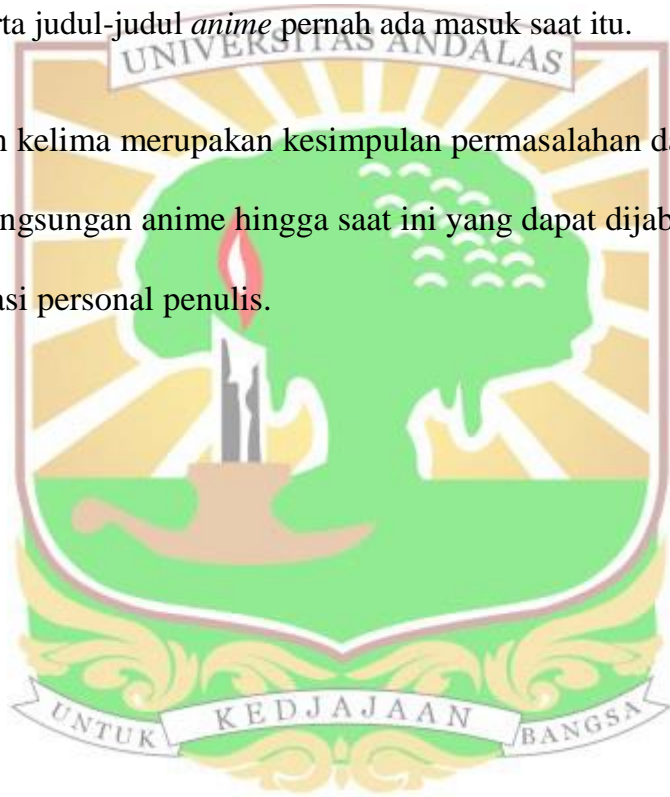 rta judul-judul anime pernah ada masuk saat itu.
UNIVERSITAS ANDALAS
n kelima merupakan kesimpulan permasalahan da
ngsungan anime hingga saat ini yang dapat dijab
asi personal penulis.
UNTUK KEDJAJAAN BANGSA